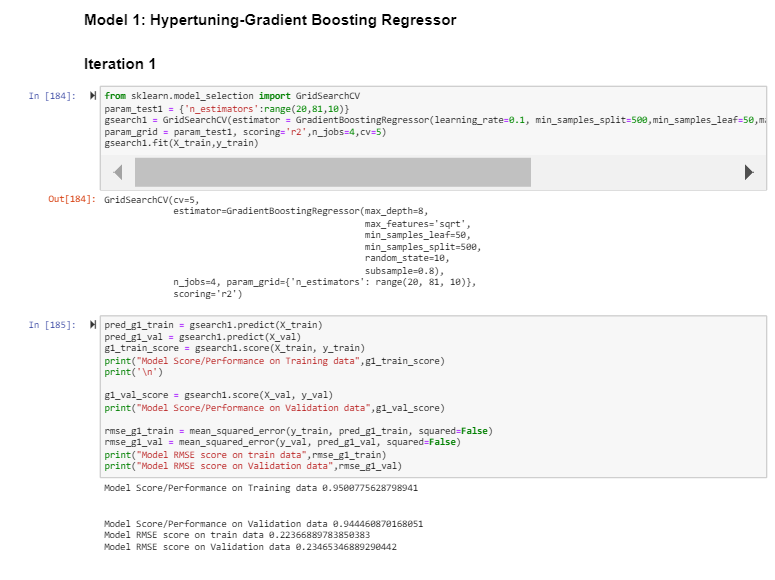 Model 1: Hypertuning-Gradient Boosting Regressor
Iteration 1
In [184]:
from sklearn.model_selection import GridSearchCV
param_test1 = {'n_estimators':range(20,81,10)}
gsearch1 = GridSearchCV(estimator = GradientBoostingRegressor(learning_rate=0.1, min_samples_split=500,min_samples_leaf=50,
param_grid = param_test1, scoring='r2',n_jobs=4,cv=5)
gsearch1.fit(X_train,y_train)
Out[184]: GridSearchCV(cv=5,
estimator=GradientBoostingRegressor(max_depth=8,
max_features='sqrt',
min_samples_leaf=50,
min_samples_split=500,
random_state=10,
subsample=0.8),
n_jobs=4, param_grid={'n_estimators': range(20, 81, 10)},
scoring='r2')
In [185]:
pred_g1_train = gsearch1.predict(X_train)
pred_g1_val = gsearch1.predict(X_val)
g1_train_score = gsearch1.score(X_train, y_train)
print("Model Score/Performance on Training data",g1_train_score)
print('\n')
g1_val_score = gsearch1.score(X_val, y_val)
print("Model Score/Performance on Validation data",g1_val_score)
rmse_g1_train = mean_squared_error(y_train, pred_g1_train, squared=False)
rmse_g1_val = mean_squared_error(y_val, pred_g1_val, squared=False)
print("Model RMSE score on train data",rmse_g1_train)
print("Model RMSE score on Validation data",rmse_g1_val)
Model Score/Performance on Training data 0.9500775628798941
Model Score/Performance on Validation data 0.944460870168051
Model RMSE score on train data 0.22366889783850383
Model RMSE score on Validation data 0.23465346889290442